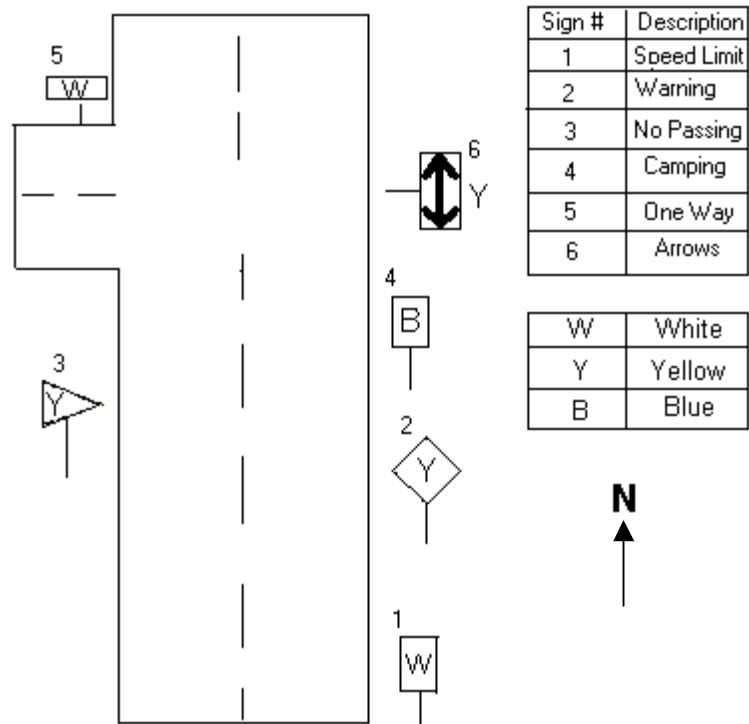 5
W
6
Y
4
B
3
Y
2
Y
1
W
Sign # Description
1 Speed Limit
2 Warning
3 No Passing
4 Camping
5 One Way
6 Arrows
W White
Y Yellow
B Blue
N